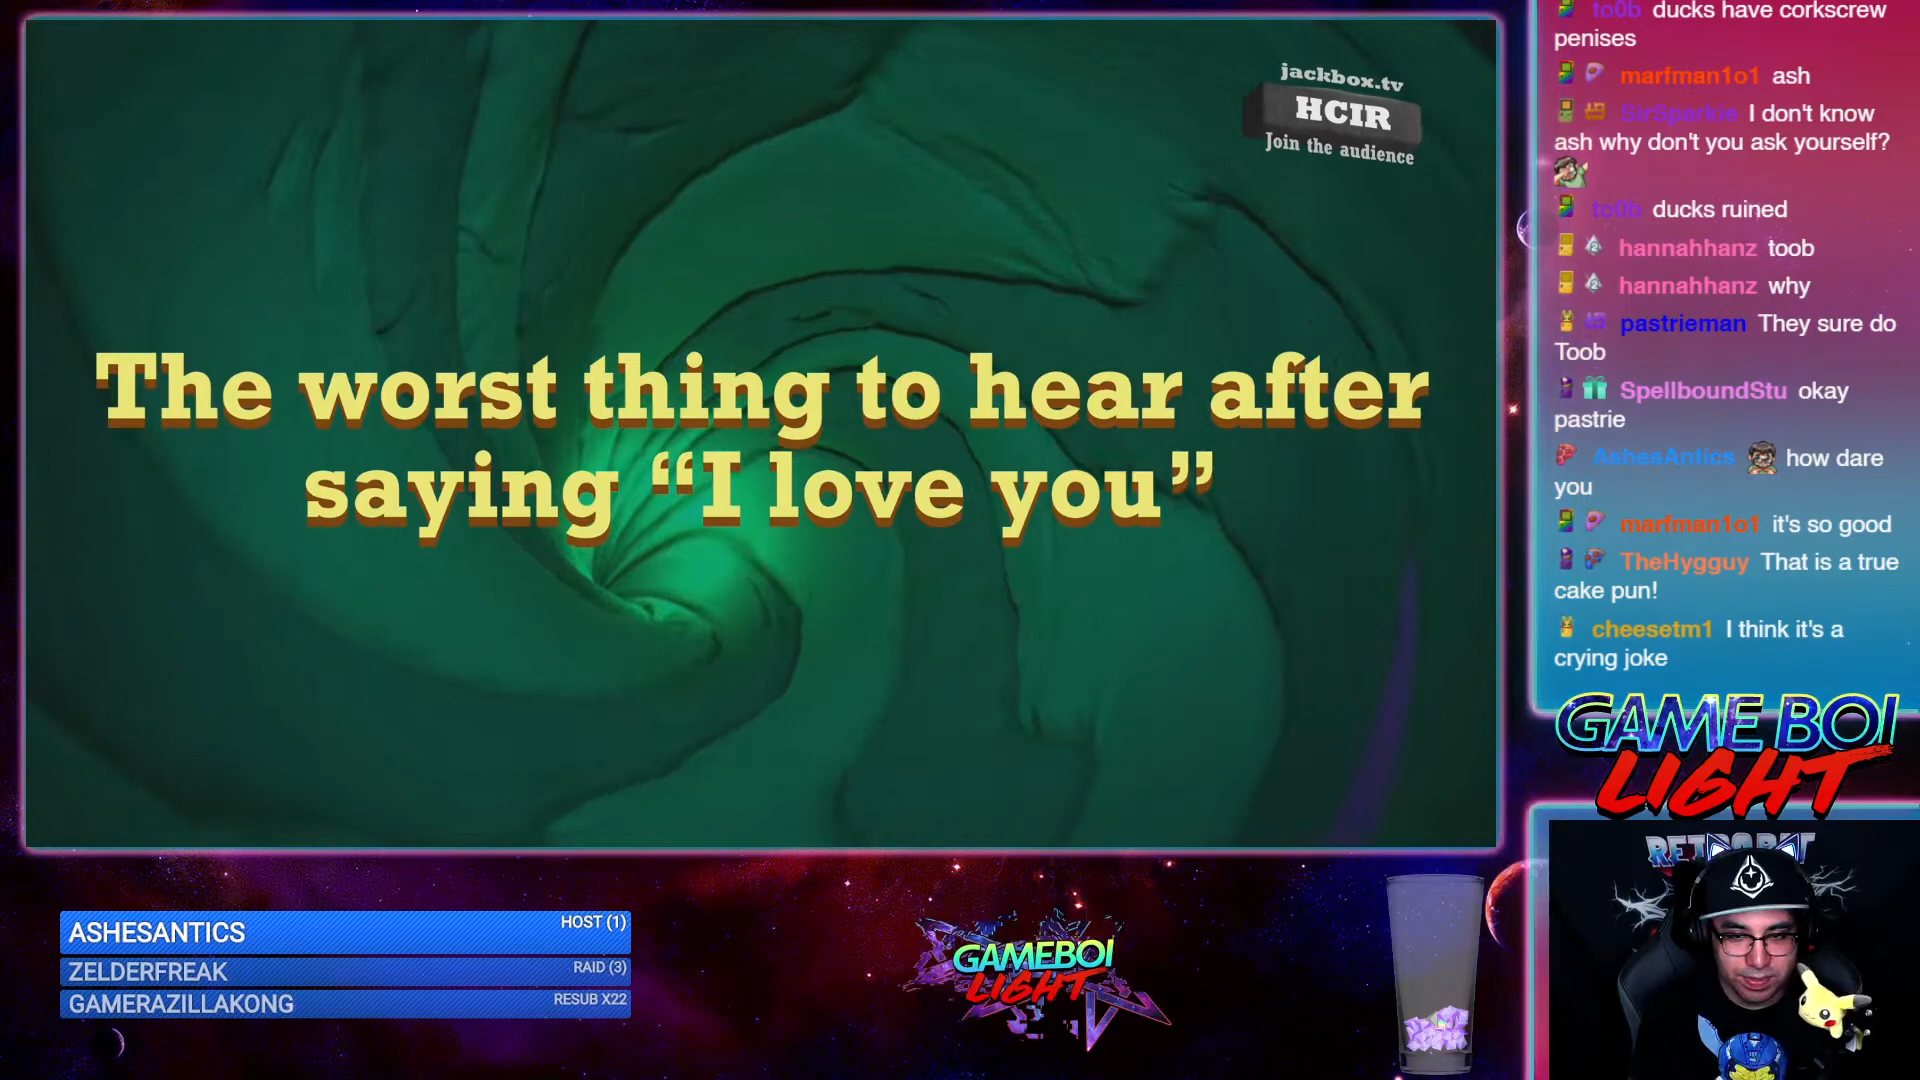 jackbox.tv
HCIR
Join the audience
The worst thing to hear after
saying “I love you”
to0b ducks have corkscrew
penises
marfman1o1 ash
SirSparkie I don't know
ash why don't you ask yourself?
to0b ducks ruined
hannahhanz toob
hannahhanz why
pastrieman They sure do
Toob
SpellboundStu okay
pastrie
AshesAntics how dare
you
marfman1o1 it's so good
TheHygguy That is a true
cake pun!
cheesetm1 I think it's a
crying joke
GAME BOI
LIGHT
ASHESANTICS HOST (1)
ZELDERFREAK RAID (3)
GAMERAZILLAKONG RESUB X22
GAMEBOI
LIGHT